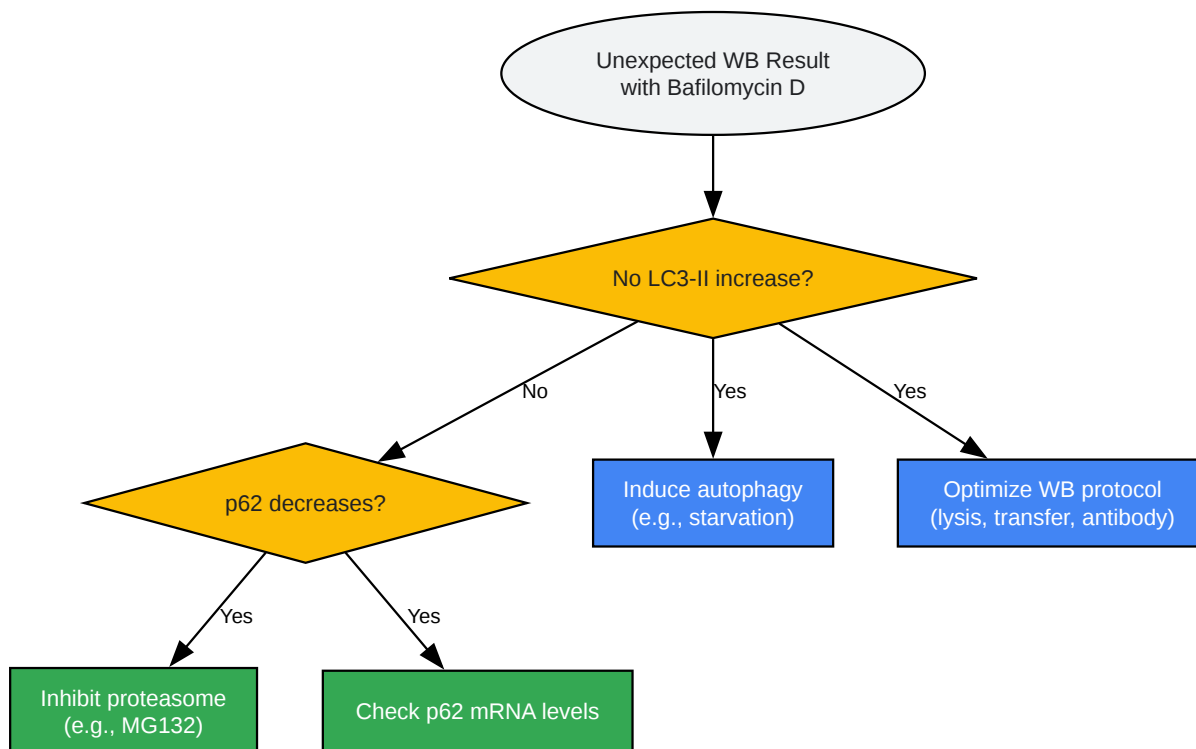 Unexpected WB Result
with Bafilomycin D
No LC3-II increase?
No
Yes
Yes
p62 decreases?
Induce autophagy
(e.g., starvation)
Optimize WB protocol
(lysis, transfer, antibody)
Yes
Yes
Inhibit proteasome
(e.g., MG132)
Check p62 mRNA levels